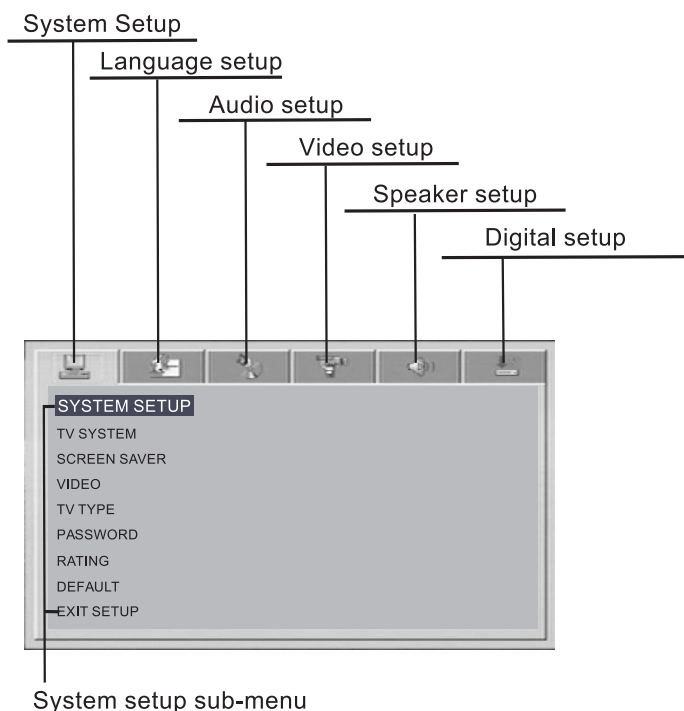 System Setup
Language setup
Audio setup
Video setup
Speaker setup
Digital setup
SYSTEM SETUP
TV SYSTEM
SCREEN SAVER
VIDEO
TV TYPE
PASSWORD
RATING
DEFAULT
EXIT SETUP
System setup sub-menu